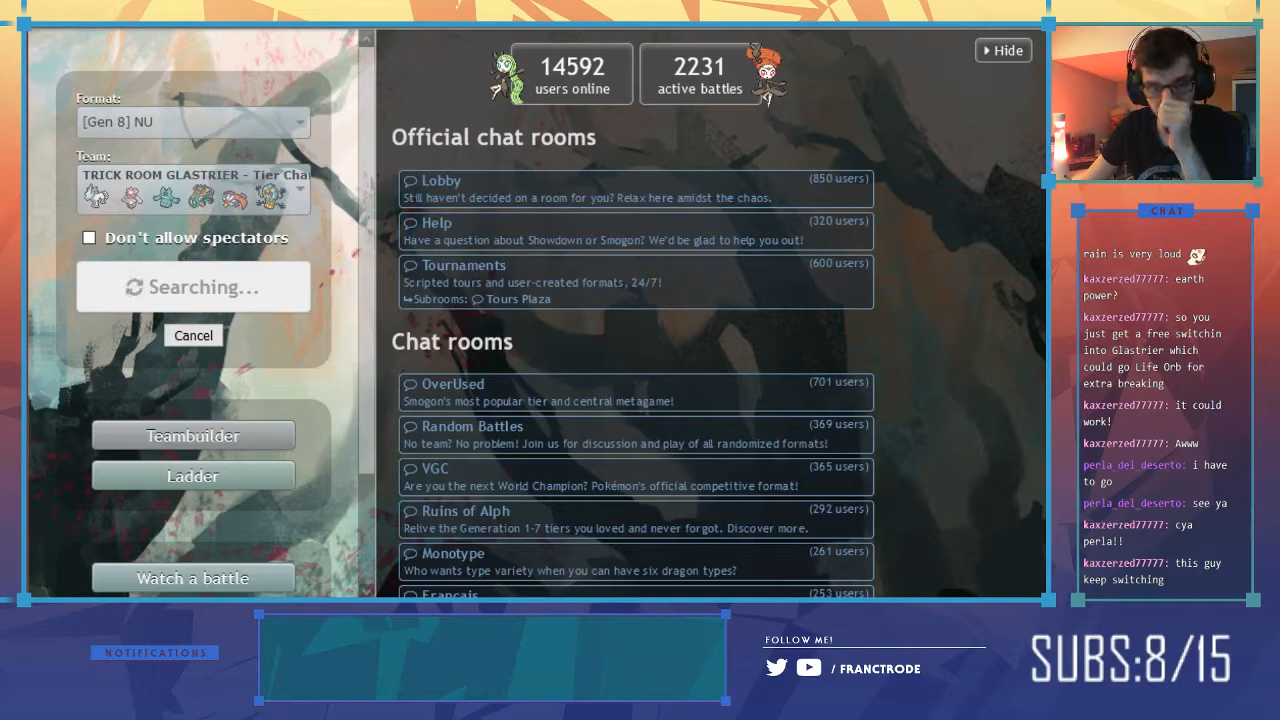 Format:
[Gen 8] NU
Team:
TRICK ROOM GLASTRIER - Tier Cha
Don't allow spectators
Searching...
Cancel
Teambuilder
Ladder
Watch a battle
14592
users online
2231
active battles
Hide
Official chat rooms
Lobby (850 users)
Still haven't decided on a room for you? Relax here amidst the chaos.
Help (320 users)
Have a question about Showdown or Smogon? We'd be glad to help you out!
Tournaments (600 users)
Scripted tours and user-created formats, 24/7!
↳Subrooms: Tours Plaza
Chat rooms
OverUsed (701 users)
Smogon's most popular tier and central metagame!
Random Battles (369 users)
No team? No problem! Join us for discussion and play of all randomized formats!
VGC (365 users)
Are you the next World Champion? Pokémon's official competitive format!
Ruins of Alph (292 users)
Relive the Generation 1-7 tiers you loved and never forgot. Discover more.
Monotype (261 users)
Who wants type variety when you can have six dragon types?
Français (253 users)
CHAT
rain is very loud
kaxzerzed77777: earth
power?
kaxzerzed77777: so you
just get a free switchin
into Glastrier which
could go Life Orb for
extra breaking
kaxzerzed77777: it could
work!
kaxzerzed77777: Awww
perla_del_deserto: i have
to go
perla_del_deserto: see ya
kaxzerzed77777: cya
perla!!
kaxzerzed77777: this guy
keep switching
NOTIFICATIONS
FOLLOW ME!
/ FRANCTRODE
SUBS:8/15